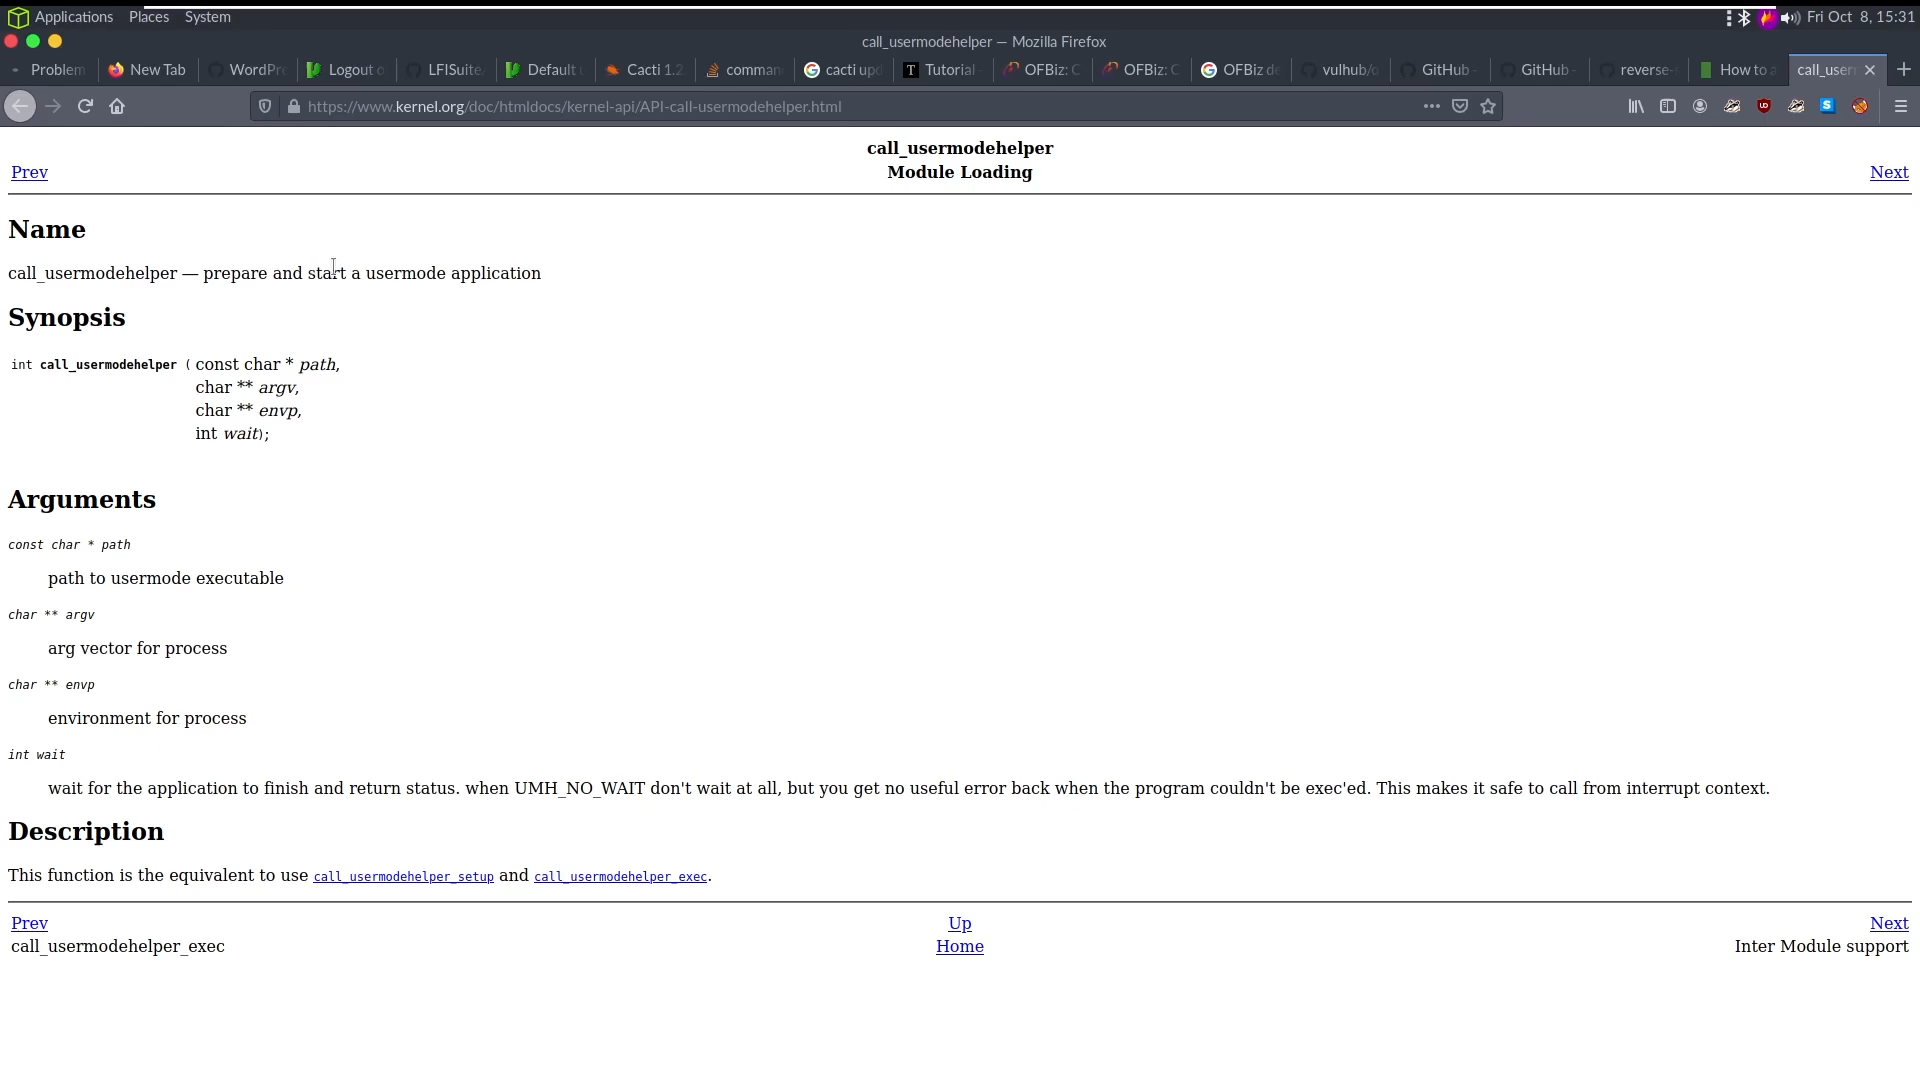 Applications Places System
Fri Oct 8, 15:31
call_usermodehelper — Mozilla Firefox
Problem New Tab WordPre Logout o LFISuite. Default u Cacti 1.2 comman cacti upd Tutorial OFBiz: C OFBiz: C OFBiz de vulhub/o GitHub - GitHub - reverse- How to a call_user
https://www.kernel.org/doc/htmldocs/kernel-api/API-call-usermodehelper.html
call_usermodehelper
Prev Module Loading Next
Name
call_usermodehelper — prepare and start a usermode application
Synopsis
int call_usermodehelper ( const char * path,
char ** argv,
char ** envp,
int wait);
Arguments
const char * path
path to usermode executable
char ** argv
arg vector for process
char ** envp
environment for process
int wait
wait for the application to finish and return status. when UMH_NO_WAIT don't wait at all, but you get no useful error back when the program couldn't be exec'ed. This makes it safe to call from interrupt context.
Description
This function is the equivalent to use call_usermodehelper_setup and call_usermodehelper_exec.
Prev Up Next
call_usermodehelper_exec Home Inter Module support